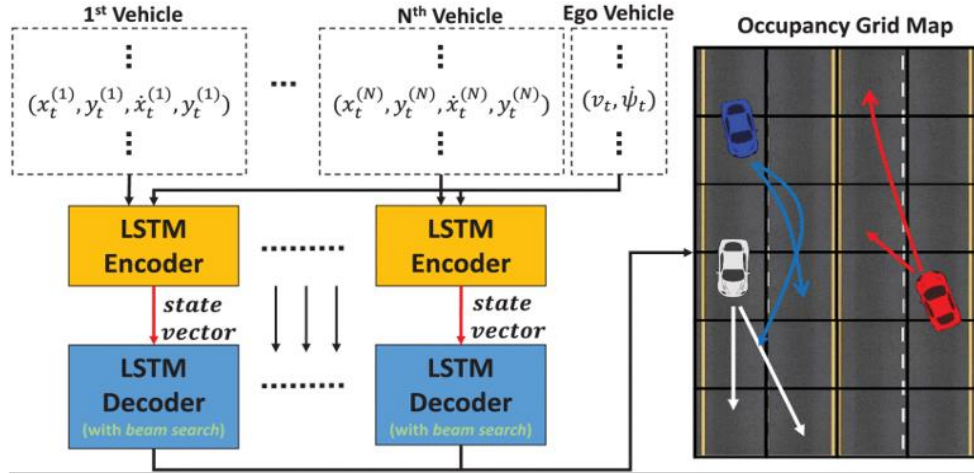 1st Vehicle
Nth Vehicle
Ego Vehicle
Occupancy Grid Map
(x_t^(1), y_t^(1), ẋ_t^(1), y_t^(1))
...
(x_t^(N), y_t^(N), ẋ_t^(N), y_t^(N))
(v_t, ψ̇_t)
LSTM
Encoder
LSTM
Encoder
state
vector
state
vector
LSTM
Decoder
(with beam search)
LSTM
Decoder
(with beam search)